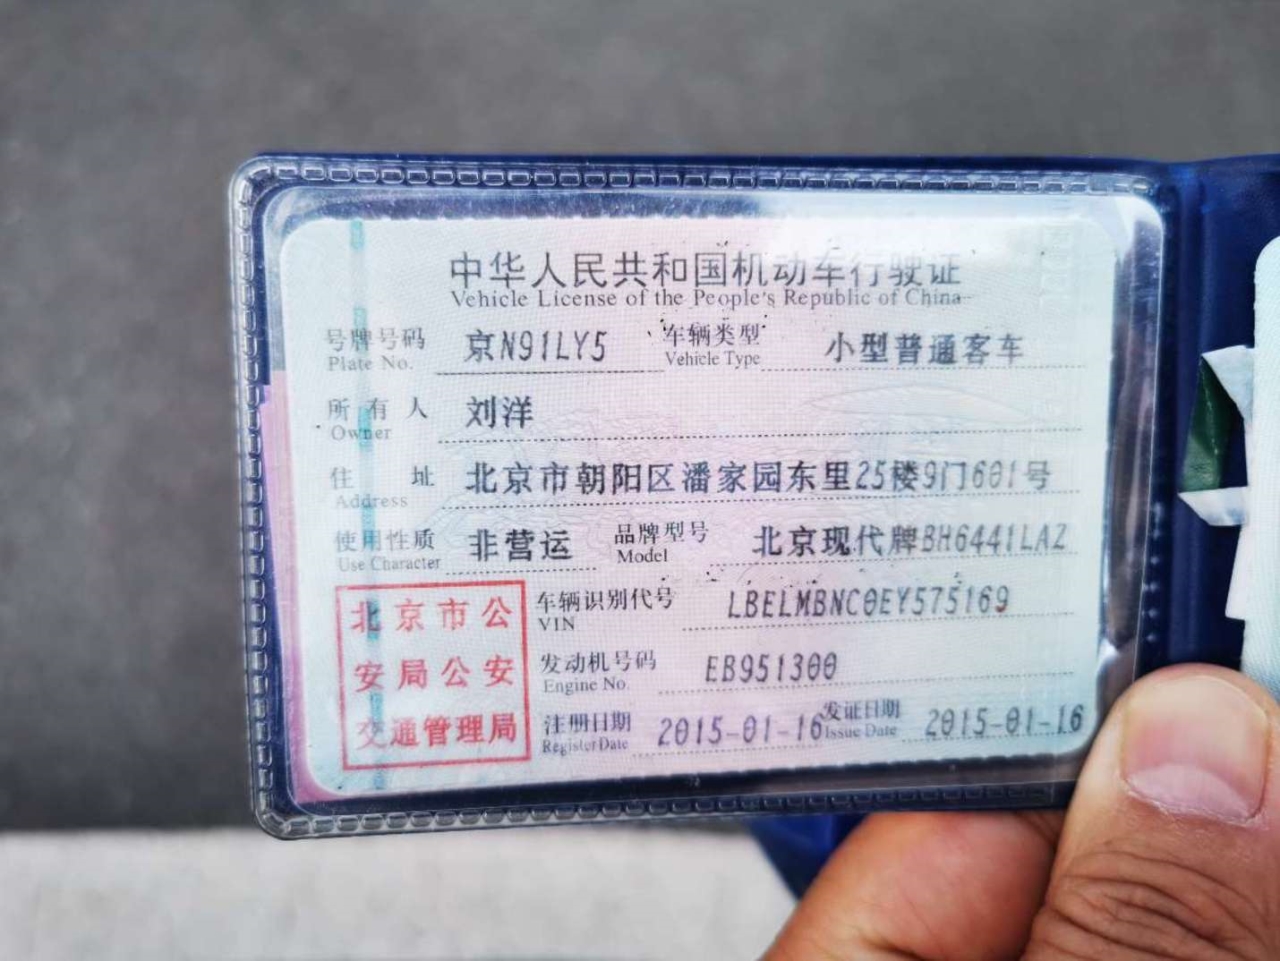 中华人民共和国机动车行驶证
Vehicle License of the People's Republic of China
号牌号码 京N91LY5 车辆类型 小型普通客车
Plate No. Vehicle Type
所有人 刘洋
Owner
住址 北京市朝阳区潘家园东里25楼9门601号
Address
使用性质 非营运 品牌型号 北京现代牌BH6441LAZ
Use Character Model
北京市公
安局公安
交通管理局
车辆识别代号 LBELMBNC0EY575169
VIN
发动机号码 EB951300
Engine No.
注册日期 2015-01-16 发证日期 2015-01-16
Register Date Issue Date